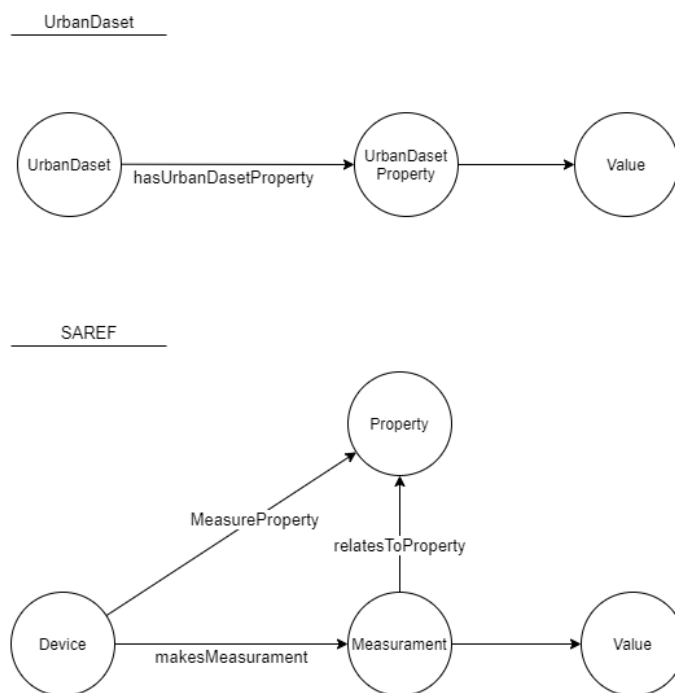 UrbanDaset
UrbanDaset
hasUrbanDasetProperty
UrbanDaset
Property
Value
SAREF
Property
MeasureProperty
relatesToProperty
Device
makesMeasurament
Measurament
Value